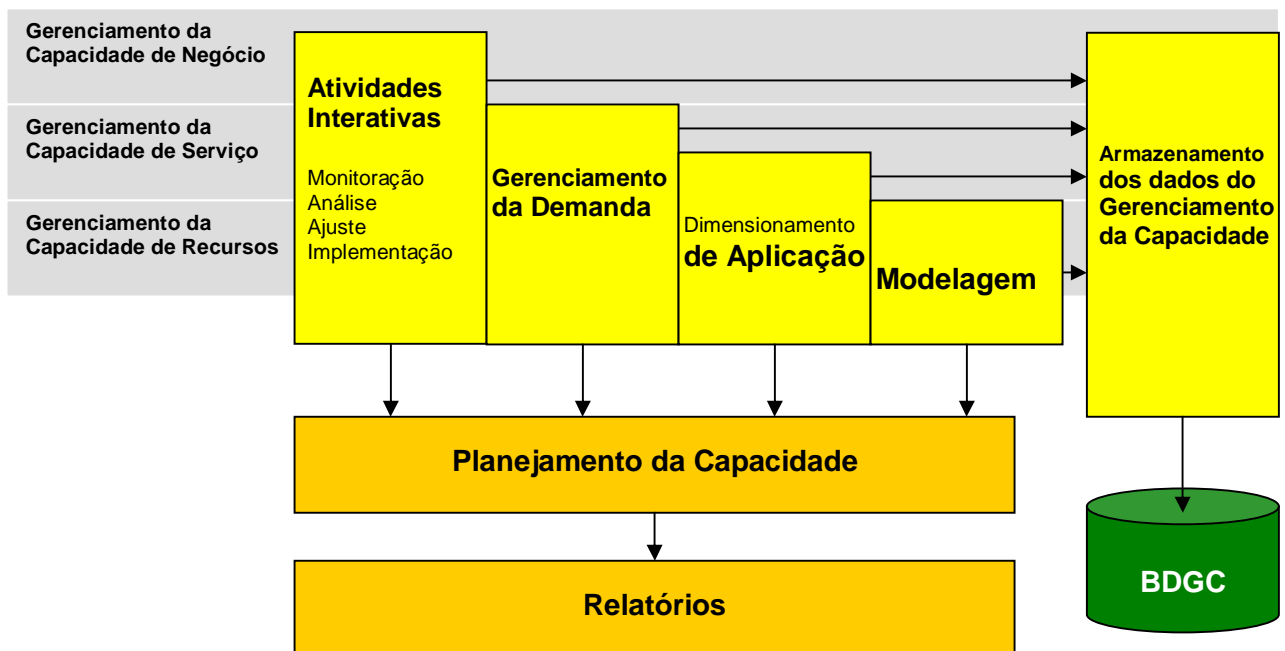 Gerenciamento da
Capacidade de Negócio
Gerenciamento da
Capacidade de Serviço
Gerenciamento da
Capacidade de Recursos
Atividades
Interativas
Monitoração
Análise
Ajuste
Implementação
Gerenciamento
da Demanda
Dimensionamento
de Aplicação
Modelagem
Armazenamento
dos dados do
Gerenciamento
da Capacidade
Planejamento da Capacidade
Relatórios
BDGC